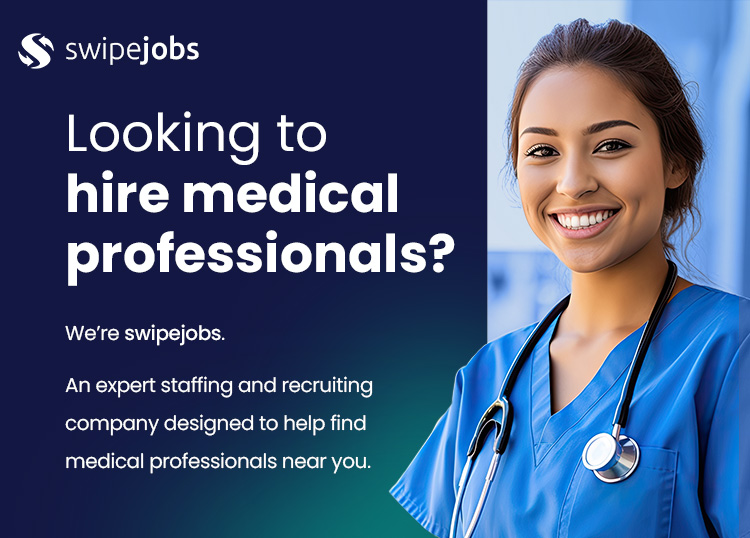 swipejobs
Looking to
hire medical
professionals?
We’re swipejobs.
An expert staffing and recruiting
company designed to help find
medical professionals near you.